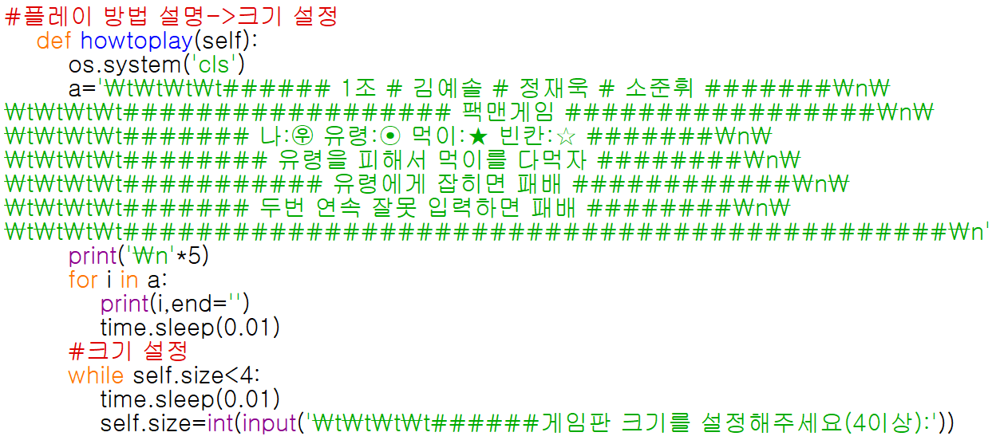 #플레이 방법 설명->크기 설정
def howtoplay(self):
os.system('cls')
a='₩t₩t₩t₩t###### 1조 # 김예솔 # 정재욱 # 소준휘 #######₩n₩
₩t₩t₩t₩t################### 팩맨게임 ##################₩n₩
₩t₩t₩t₩t####### 나:㉾ 유령:⊙ 먹이:★ 빈칸:☆ #######₩n₩
₩t₩t₩t₩t######## 유령을 피해서 먹이를 다먹자 ########₩n₩
₩t₩t₩t₩t########### 유령에게 잡히면 패배 ############₩n₩
₩t₩t₩t₩t####### 두번 연속 잘못 입력하면 패배 ########₩n₩
₩t₩t₩t₩t################################################₩n'
print('₩n'*5)
for i in a:
print(i,end='')
time.sleep(0.01)
#크기 설정
while self.size<4:
time.sleep(0.01)
self.size=int(input('₩t₩t₩t₩t######게임판 크기를 설정해주세요(4이상):'))